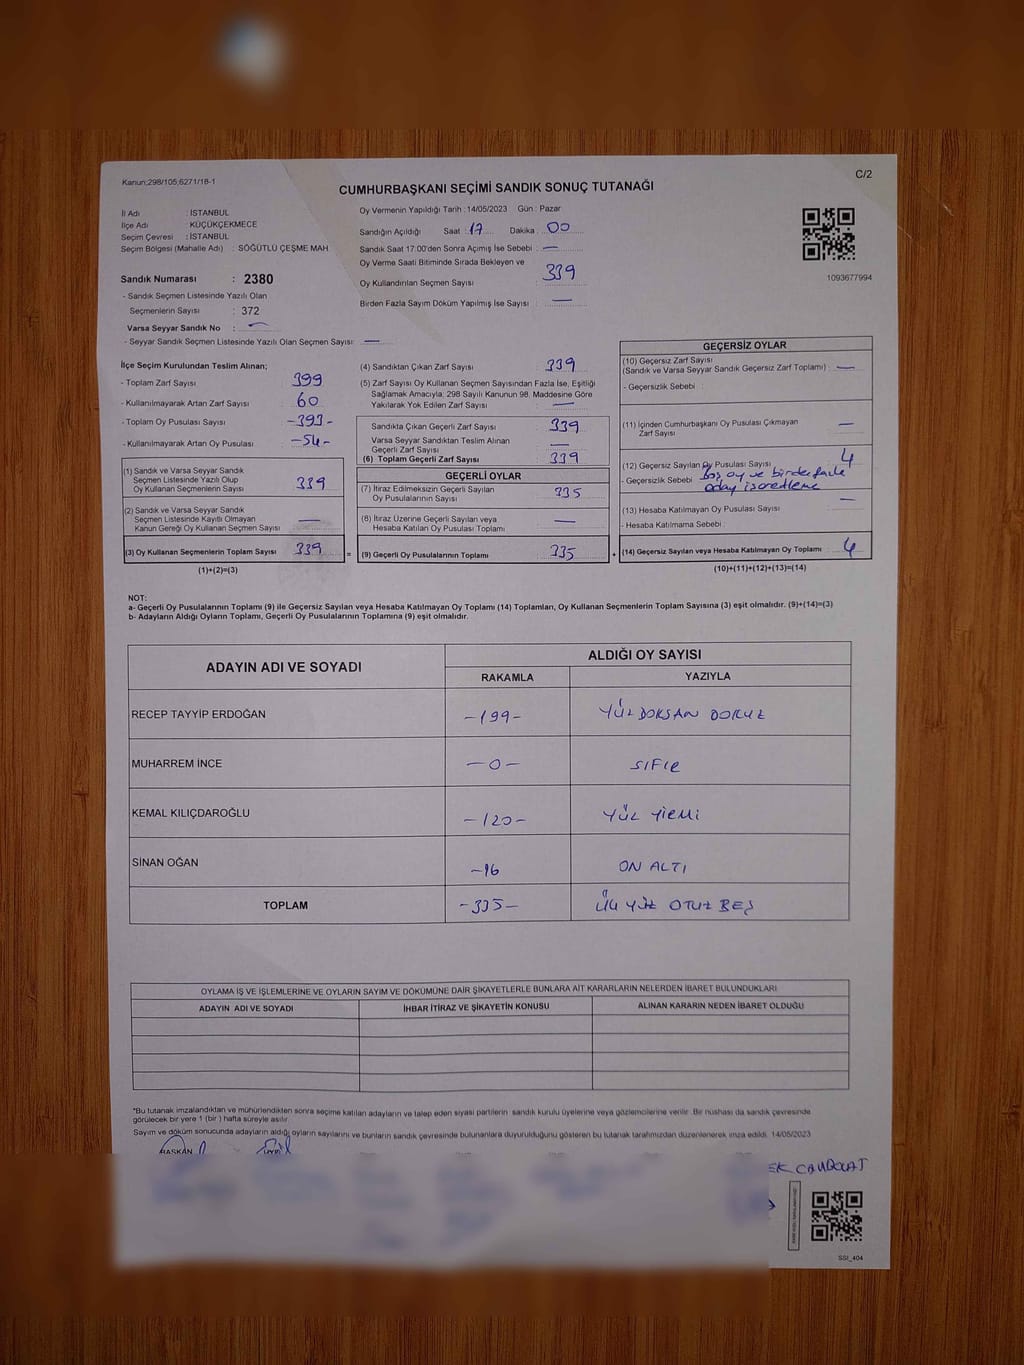 Kanun;298/105;6271/18-1
C/2
CUMHURBAŞKANI SEÇİMİ SANDIK SONUÇ TUTANAĞI
İl Adı : İSTANBUL
İlçe Adı : KÜÇÜKÇEKMECE
Seçim Çevresi : İSTANBUL
Seçim Bölgesi (Mahalle Adı) : SÖĞÜTLÜ ÇEŞME MAH
Sandık Numarası : 2380
- Sandık Seçmen Listesinde Yazılı Olan
Seçmenlerin Sayısı : 372
Varsa Seyyar Sandık No : —
- Seyyar Sandık Seçmen Listesinde Yazılı Olan Seçmen Sayısı: —
Oy Vermenin Yapıldığı Tarih :14/05/2023 Gün : Pazar
Sandığın Açıldığı Saat :17 Dakika : 00
Sandık Saat 17:00'den Sonra Açımış İse Sebebi : —
Oy Verme Saati Bitiminde Sırada Bekleyen ve
Oy Kullandırılan Seçmen Sayısı : 339
Birden Fazla Sayım Döküm Yapılmış İse Sayısı : —
1093677994
İlçe Seçim Kurulundan Teslim Alınan;
- Toplam Zarf Sayısı 399
- Kullanılmayarak Artan Zarf Sayısı 60
- Toplam Oy Pusulası Sayısı -393-
- Kullanılmayarak Artan Oy Pusulası -54-
(1) Sandık ve Varsa Seyyar Sandık
Seçmen Listesinde Yazılı Olup
Oy Kullanan Seçmenlerin Sayısı 339
(2) Sandık ve Varsa Seyyar Sandık
Seçmen Listesinde Kayıtlı Olmayan
Kanun Gereği Oy Kullanan Seçmen Sayısı —
(3) Oy Kullanan Seçmenlerin Toplam Sayısı 339 =
(1)+(2)=(3)
(4) Sandıktan Çıkan Zarf Sayısı 339
(5) Zarf Sayısı Oy Kullanan Seçmen Sayısından Fazla İse, Eşitliği
Sağlamak Amacıyla; 298 Sayılı Kanunun 98. Maddesine Göre
Yakılarak Yok Edilen Zarf Sayısı —
Sandıkta Çıkan Geçerli Zarf Sayısı 339
Varsa Seyyar Sandıktan Teslim Alınan
Geçerli Zarf Sayısı —
(6) Toplam Geçerli Zarf Sayısı 339
GEÇERLİ OYLAR
(7) İtiraz Edilmeksizin Geçerli Sayılan
Oy Pusulalarının Sayısı 335
(8) İtiraz Üzerine Geçerli Sayılan veya
Hesaba Katılan Oy Pusulası Toplamı —
(9) Geçerli Oy Pusulalarının Toplamı 335 +
GEÇERSİZ OYLAR
(10) Geçersiz Zarf Sayısı
(Sandık ve Varsa Seyyar Sandık Geçersiz Zarf Toplamı) : —
- Geçersizlik Sebebi :
(11) İçinden Cumhurbaşkanı Oy Pusulası Çıkmayan
Zarf Sayısı —
(12) Geçersiz Sayılan Oy Pusulası Sayısı 4
- Geçersizlik Sebebi : boş oy ve birden fazla
aday işaretleme
(13) Hesaba Katılmayan Oy Pusulası Sayısı —
- Hesaba Katılmama Sebebi :
(14) Geçersiz Sayılan veya Hesaba Katılmayan Oy Toplamı 4
(10)+(11)+(12)+(13)=(14)
NOT:
a- Geçerli Oy Pusulalarının Toplamı (9) ile Geçersiz Sayılan veya Hesaba Katılmayan Oy Toplamı (14) Toplamları, Oy Kullanan Seçmenlerin Toplam Sayısına (3) eşit olmalıdır. (9)+(14)=(3)
b- Adayların Aldığı Oyların Toplamı, Geçerli Oy Pusulalarının Toplamına (9) eşit olmalıdır.
ADAYIN ADI VE SOYADI
ALDIĞI OY SAYISI
RAKAMLA YAZIYLA
RECEP TAYYİP ERDOĞAN -199- YÜZ DOKSAN DOKUZ
MUHARREM İNCE -0- SIFIR
KEMAL KILIÇDAROĞLU -120- YÜZ YİRMİ
SİNAN OĞAN -16 ON ALTI
TOPLAM -335- ÜÇ YÜZ OTUZ BEŞ
OYLAMA İŞ VE İŞLEMLERİNE VE OYLARIN SAYIM VE DÖKÜMÜNE DAİR ŞİKAYETLERLE BUNLARA AİT KARARLARIN NELERDEN İBARET BULUNDUKLARI
ADAYIN ADI VE SOYADI İHBAR İTİRAZ VE ŞİKAYETİN KONUSU ALINAN KARARIN NEDEN İBARET OLDUĞU
*Bu tutanak imzalandıktan ve mühürlendikten sonra seçime katılan adayların ve talep eden siyasi partilerin sandık kurulu üyelerine veya gözlemcilerine verilir. Bir nüshası da sandık çevresinde
görülecek bir yere 1 (bir ) hafta süreyle asılır.
Sayım ve döküm sonucunda adayların aldığı oyların sayılarını ve bunların sandık çevresinde bulunanlara duyurulduğunu gösteren bu tutanak tarafımızdan düzenlenerek imza edildi. 14/05/2023
BAŞKAN
SSI_404